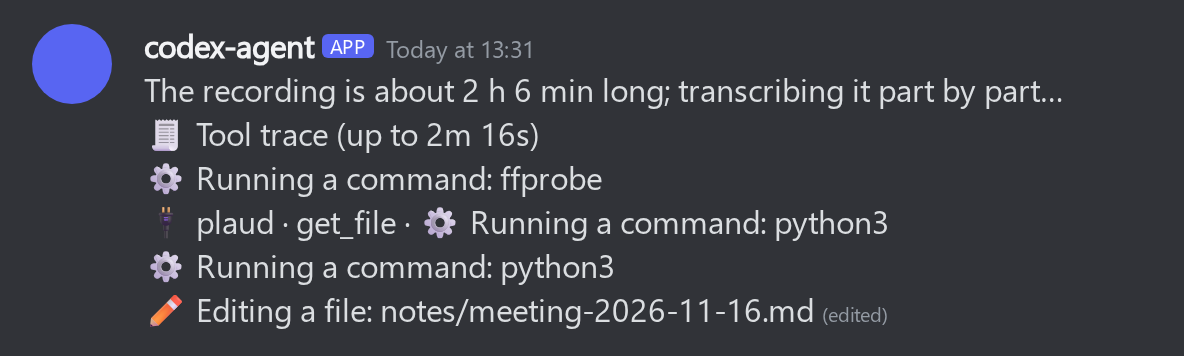 codex-agent APP Today at 13:31
The recording is about 2 h 6 min long; transcribing it part by part...
Tool trace (up to 2m 16s)
Running a command: ffprobe
plaud · get_file · Running a command: python3
Running a command: python3
Editing a file: notes/meeting-2026-11-16.md (edited)